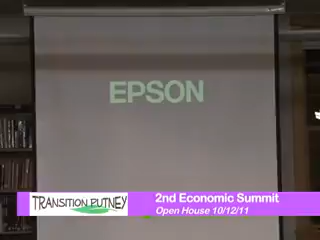 EPSON
TRANSITION PUTNEY
2nd Economic Summit
Open House 10/12/11